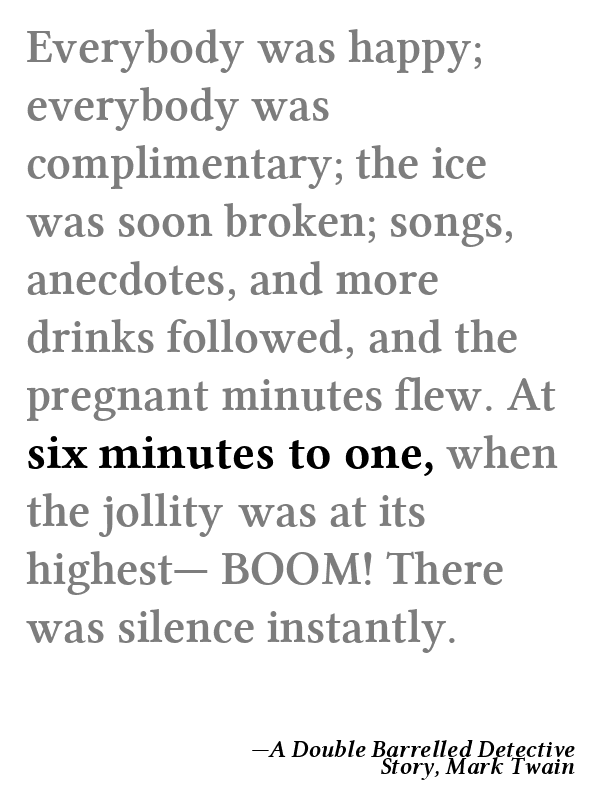 Everybody was happy;
everybody was
complimentary; the ice
was soon broken; songs,
anecdotes, and more
drinks followed, and the
pregnant minutes flew. At
six minutes to one, when
the jollity was at its
highest— BOOM! There
was silence instantly.
—A Double Barrelled Detective
Story, Mark Twain